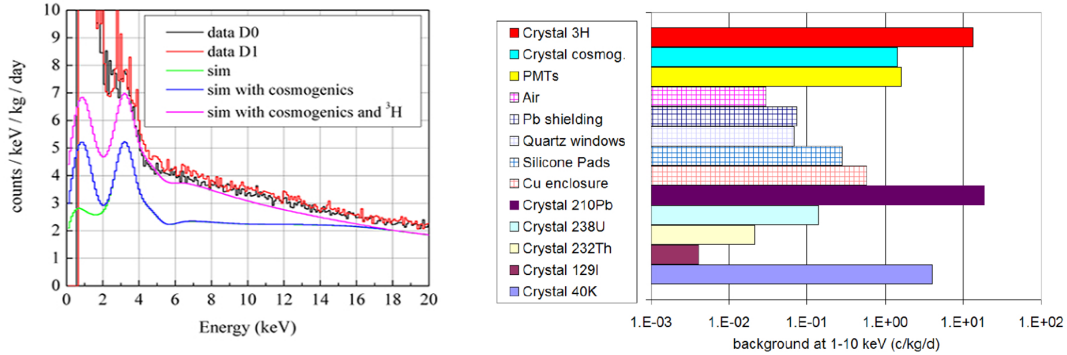 counts / keV / kg / day
10
9
8
7
6
5
4
3
2
1
0
data D0
data D1
sim
sim with cosmogenics
sim with cosmogenics and ³H
0 2 4 6 8 10 12 14 16 18 20
Energy (keV)
Crystal 3H
Crystal cosmog.
PMTs
Air
Pb shielding
Quartz windows
Silicone Pads
Cu enclosure
Crystal 210Pb
Crystal 238U
Crystal 232Th
Crystal 129I
Crystal 40K
1.E-03 1.E-02 1.E-01 1.E+00 1.E+01 1.E+02
background at 1-10 keV (c/kg/d)